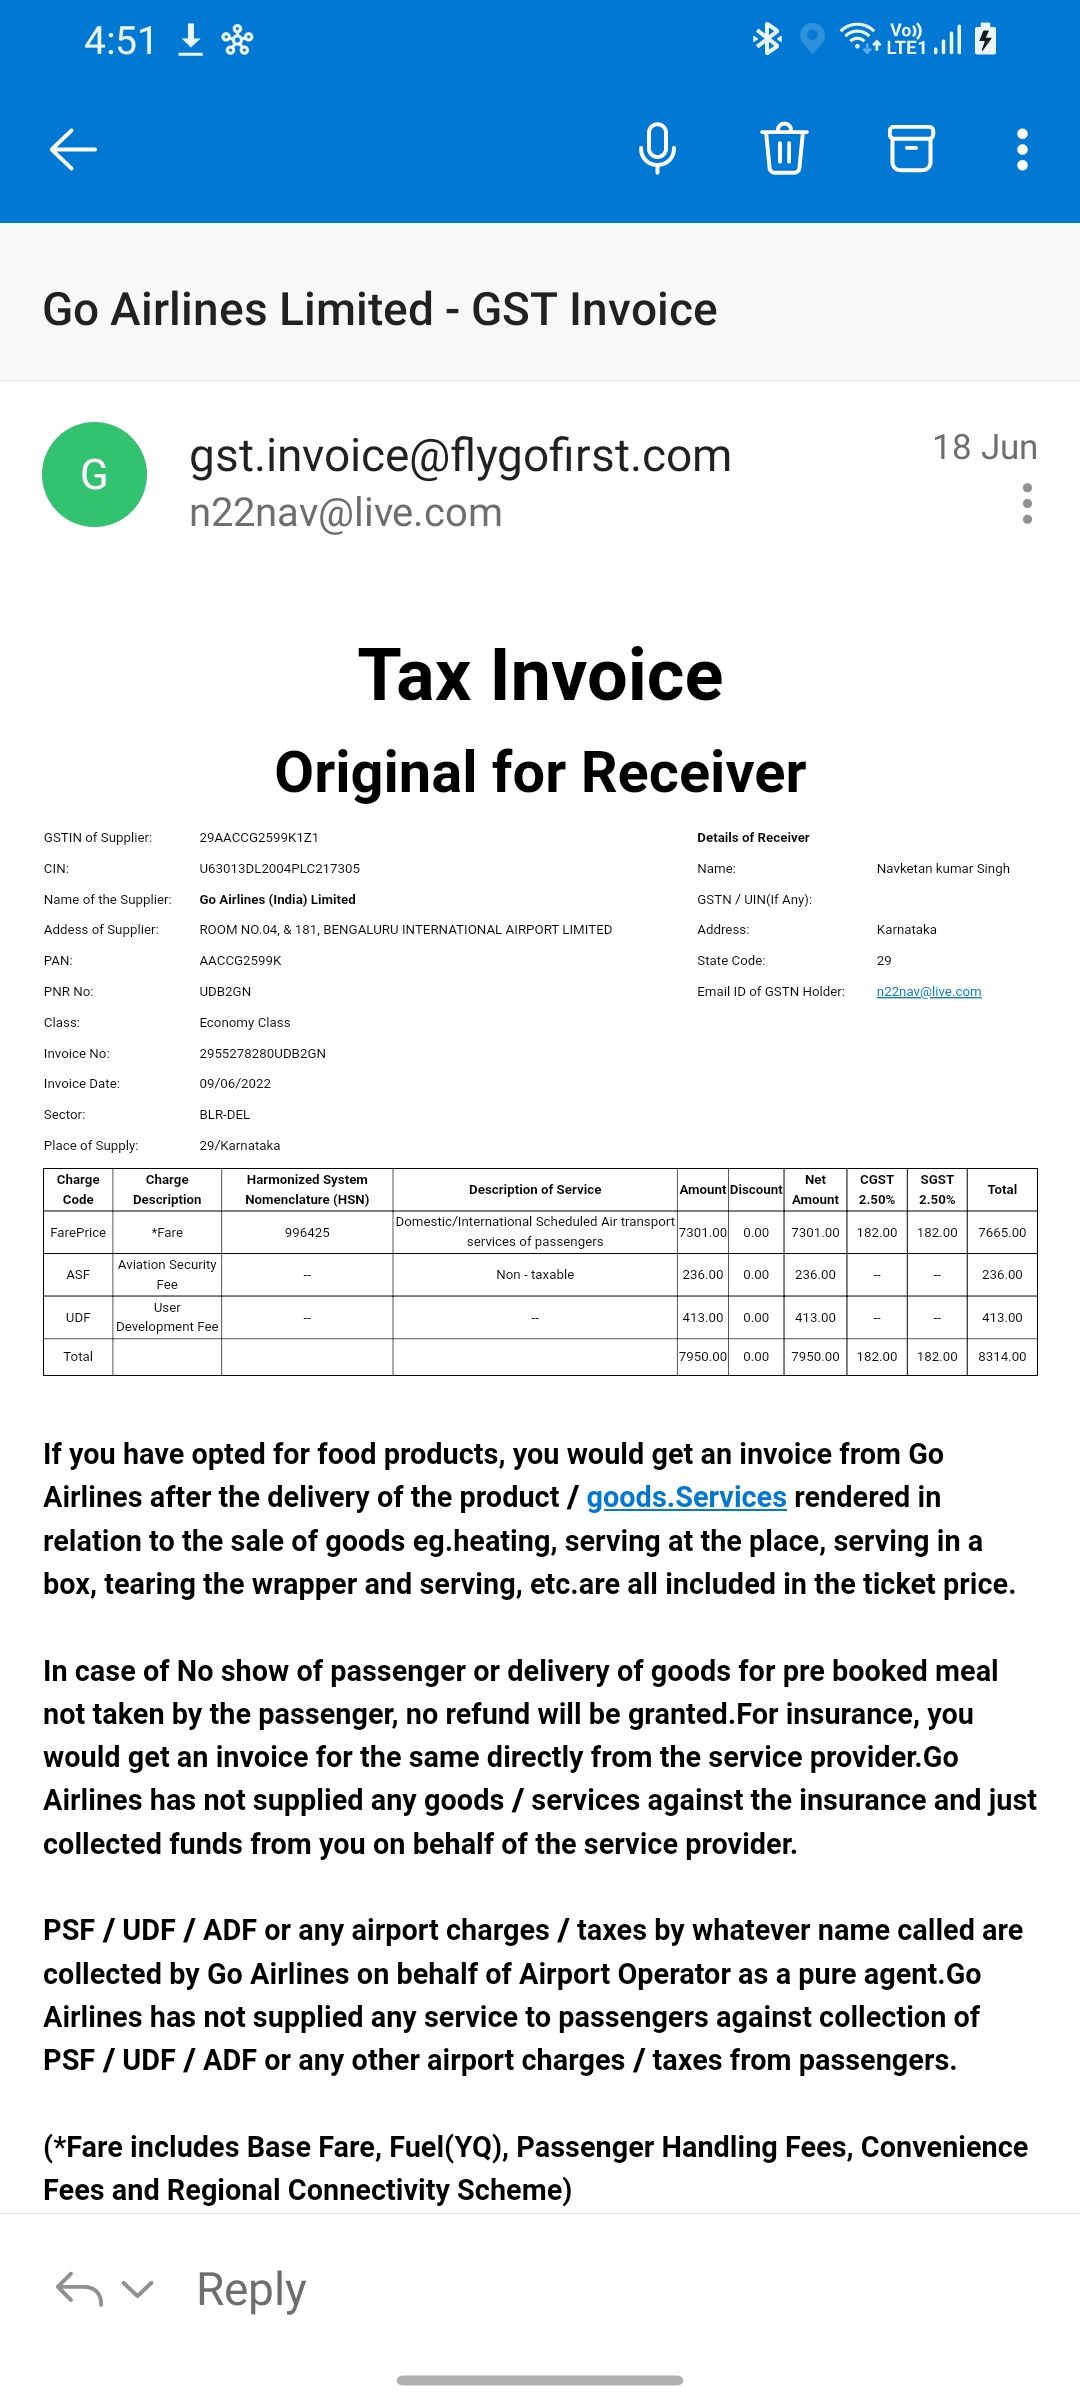 4:51
Vo))
LTE1
Go Airlines Limited - GST Invoice
G
gst.invoice@flygofirst.com
18 Jun
n22nav@live.com
Tax Invoice
Original for Receiver
GSTIN of Supplier: 29AACCG2599K1Z1
CIN: U63013DL2004PLC217305
Name of the Supplier: Go Airlines (India) Limited
Addess of Supplier: ROOM NO.04, & 181, BENGALURU INTERNATIONAL AIRPORT LIMITED
PAN: AACCG2599K
PNR No: UDB2GN
Class: Economy Class
Invoice No: 2955278280UDB2GN
Invoice Date: 09/06/2022
Sector: BLR-DEL
Place of Supply: 29/Karnataka
Details of Receiver
Name: Navketan kumar Singh
GSTN / UIN(If Any):
Address: Karnataka
State Code: 29
Email ID of GSTN Holder: n22nav@live.com
Charge Code | Charge Description | Harmonized System Nomenclature (HSN) | Description of Service | Amount | Discount | Net Amount | CGST 2.50% | SGST 2.50% | Total
FarePrice | *Fare | 996425 | Domestic/International Scheduled Air transport services of passengers | 7301.00 | 0.00 | 7301.00 | 182.00 | 182.00 | 7665.00
ASF | Aviation Security Fee | -- | Non - taxable | 236.00 | 0.00 | 236.00 | -- | -- | 236.00
UDF | User Development Fee | -- | -- | 413.00 | 0.00 | 413.00 | -- | -- | 413.00
Total | 7950.00 | 0.00 | 7950.00 | 182.00 | 182.00 | 8314.00
If you have opted for food products, you would get an invoice from Go
Airlines after the delivery of the product / goods.Services rendered in
relation to the sale of goods eg.heating, serving at the place, serving in a
box, tearing the wrapper and serving, etc.are all included in the ticket price.
In case of No show of passenger or delivery of goods for pre booked meal
not taken by the passenger, no refund will be granted.For insurance, you
would get an invoice for the same directly from the service provider.Go
Airlines has not supplied any goods / services against the insurance and just
collected funds from you on behalf of the service provider.
PSF / UDF / ADF or any airport charges / taxes by whatever name called are
collected by Go Airlines on behalf of Airport Operator as a pure agent.Go
Airlines has not supplied any service to passengers against collection of
PSF / UDF / ADF or any other airport charges / taxes from passengers.
(*Fare includes Base Fare, Fuel(YQ), Passenger Handling Fees, Convenience
Fees and Regional Connectivity Scheme)
Reply